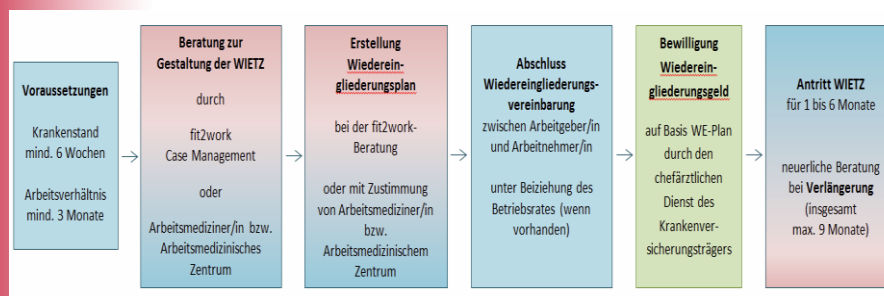 Voraussetzungen
Krankenstand
mind. 6 Wochen
Arbeitsverhältnis
mind. 3 Monate
Beratung zur
Gestaltung der WIETZ
durch
fit2work
Case Management
oder
Arbeitsmediziner/in bzw.
Arbeitsmedizinisches
Zentrum
Erstellung
Wiederein-
gliederungsplan
bei der fit2work-
Beratung
oder mit Zustimmung
von Arbeitsmediziner/in
bzw.
Arbeitsmedizinischem
Zentrum
Abschluss
Wiedereingliederungs-
vereinbarung
zwischen Arbeitgeber/in
und Arbeitnehmer/in
unter Beiziehung des
Betriebsrates (wenn
vorhanden)
Bewilligung
Wiederein-
gliederungsgeld
auf Basis WE-Plan
durch den
chefärztlichen
Dienst des
Krankenver-
sicherungsträgers
Antritt WIETZ
für 1 bis 6 Monate
neuerliche Beratung
bei Verlängerung
(insgesamt
max. 9 Monate)